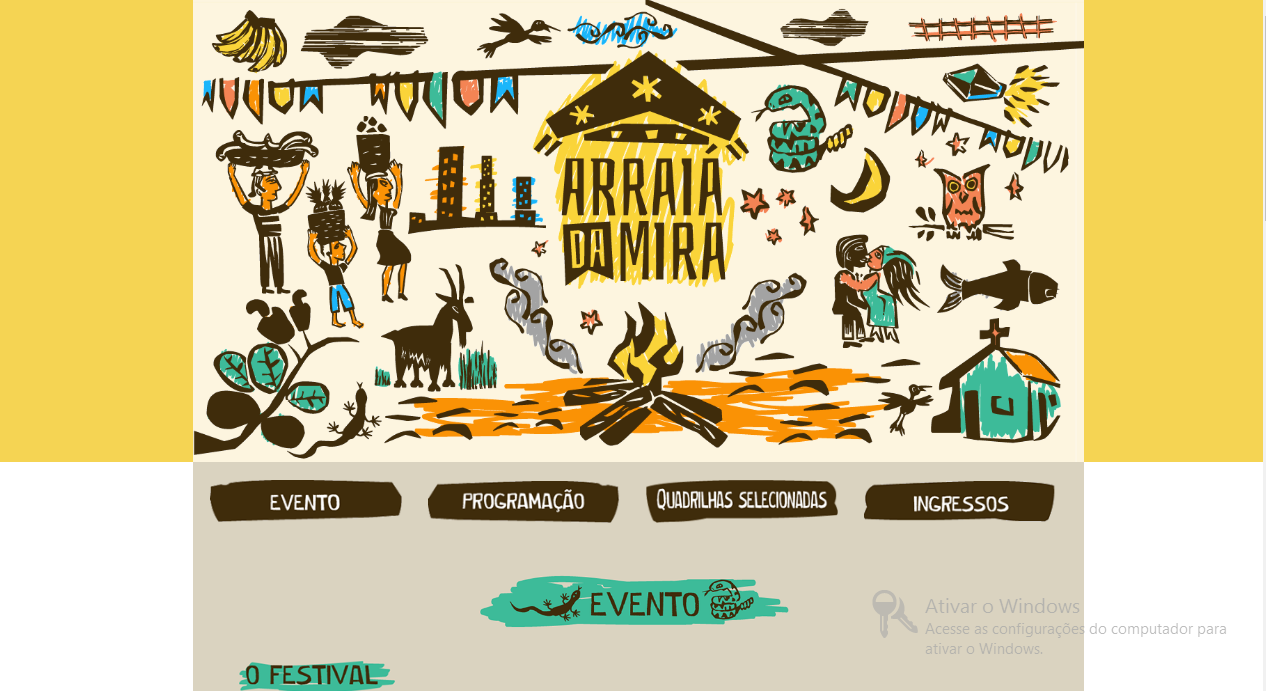 ARRAIA
DA MIRA
EVENTO
PROGRAMAÇÃO
QUADRILHAS SELECIONADAS
INGRESSOS
EVENTO
Ativar o Windows
Acesse as configurações do computador para
ativar o Windows.
O FESTIVAL